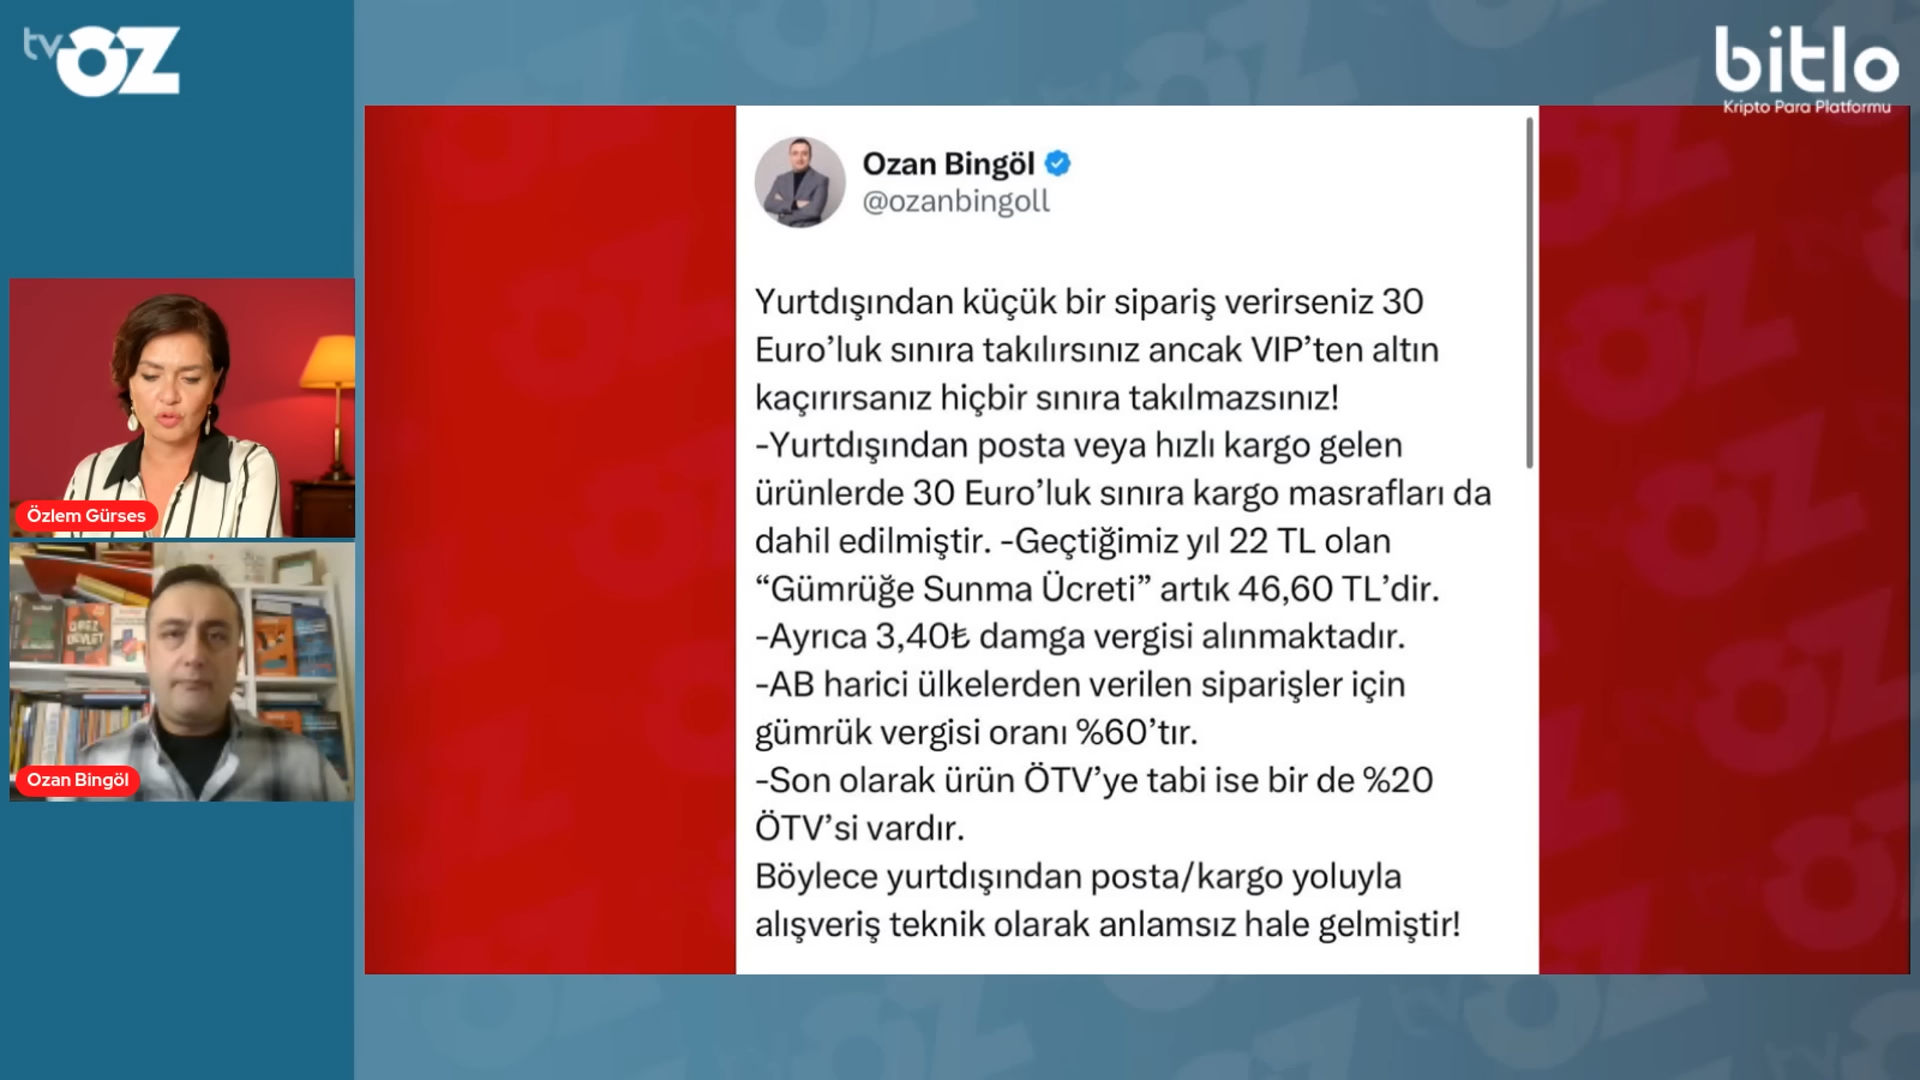 tv ÖZ
bitlo
Kripto Para Platformu
Ozan Bingöl
@ozanbingoll
Yurtdışından küçük bir sipariş verirseniz 30
Euro’luk sınıra takılırsınız ancak VIP’ten altın
kaçırırsanız hiçbir sınıra takılmazsınız!
-Yurtdışından posta veya hızlı kargo gelen
ürünlerde 30 Euro’luk sınıra kargo masrafları da
dahil edilmiştir. -Geçtiğimiz yıl 22 TL olan
“Gümrüğe Sunma Ücreti” artık 46,60 TL’dir.
-Ayrıca 3,40₺ damga vergisi alınmaktadır.
-AB harici ülkelerden verilen siparişler için
gümrük vergisi oranı %60’tır.
-Son olarak ürün ÖTV’ye tabi ise bir de %20
ÖTV’si vardır.
Böylece yurtdışından posta/kargo yoluyla
alışveriş teknik olarak anlamsız hale gelmiştir!
Özlem Gürses
Ozan Bingöl